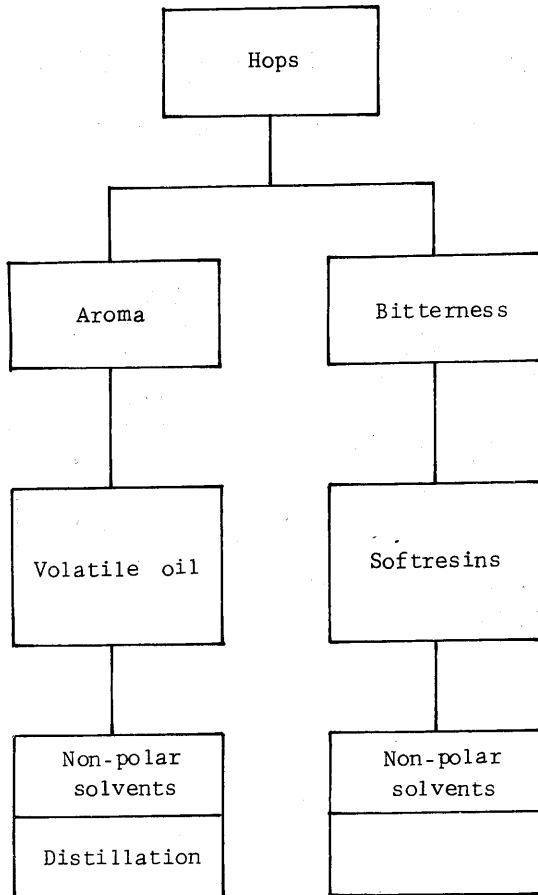 Hops
Aroma
Bitterness
Volatile oil
Softresins
Non-polar
solvents
Distillation
Non-polar
solvents